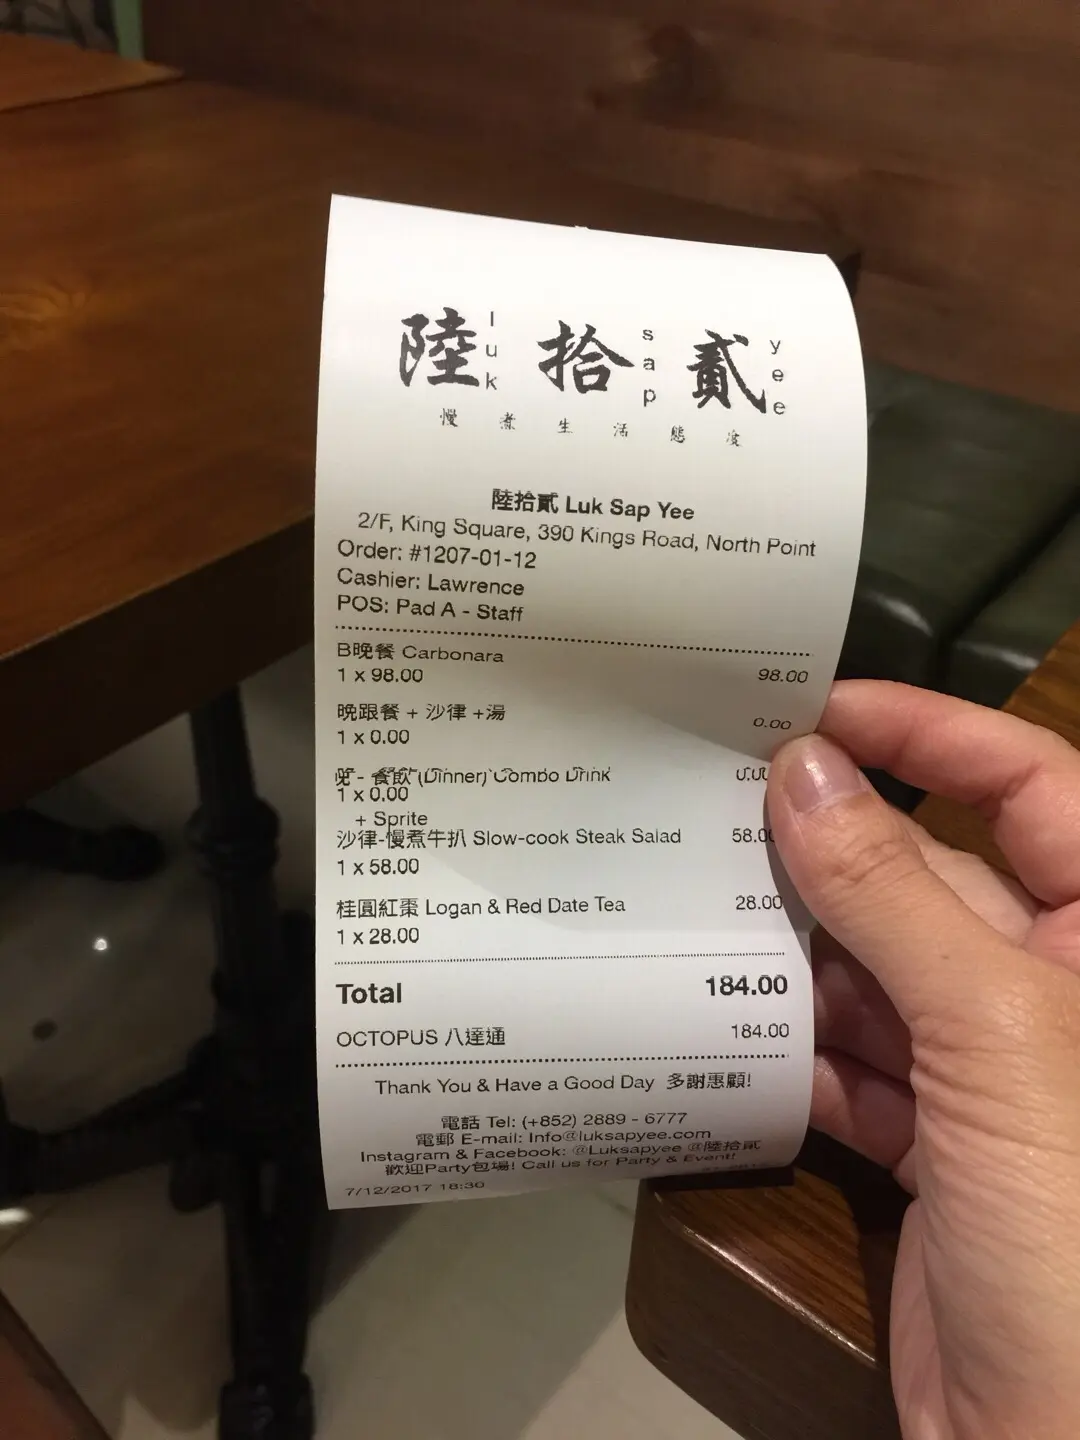 陸 luk 拾 sap 貳 yee
慢煮生活態度
陸拾貳 Luk Sap Yee
2/F, King Square, 390 Kings Road, North Point
Order: #1207-01-12
Cashier: Lawrence
POS: Pad A - Staff
B晚餐 Carbonara 98.00
1 x 98.00
晚跟餐 + 沙律 +湯 0.00
1 x 0.00
- 餐飲 (Dinner) Combo Drink
1 x 0.00
+ Sprite
沙律-慢煮牛扒 Slow-cook Steak Salad 58.00
1 x 58.00
桂圓紅棗 Logan & Red Date Tea 28.00
1 x 28.00
Total 184.00
OCTOPUS 八達通 184.00
Thank You & Have a Good Day 多謝惠顧!
電話 Tel: (+852) 2889 - 6777
電郵 E-mail: Info@luksapyee.com
Instagram & Facebook: @Luksapyee @陸拾貳
歡迎Party包場! Call us for Party & Event!
7/12/2017 18:30